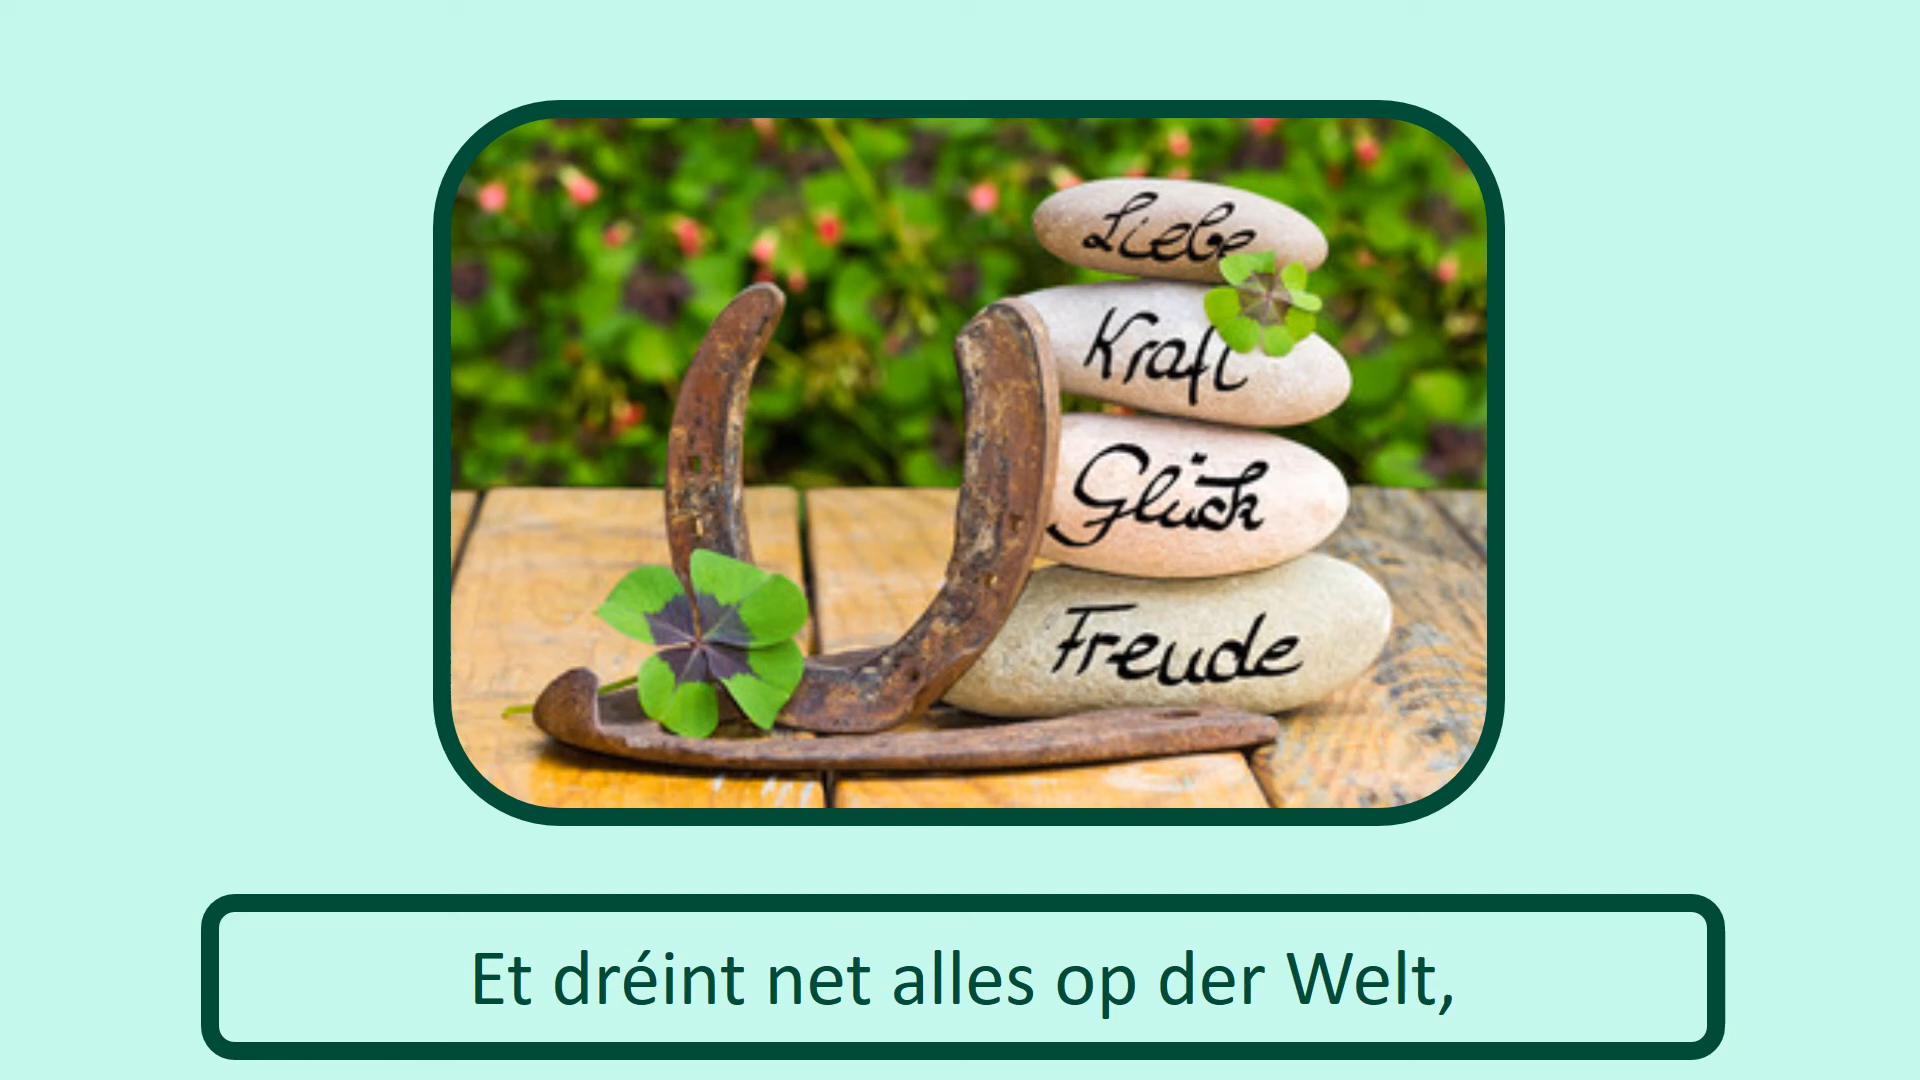 Liebe
Kraft
Glück
Freude
Et dréint net alles op der Welt,